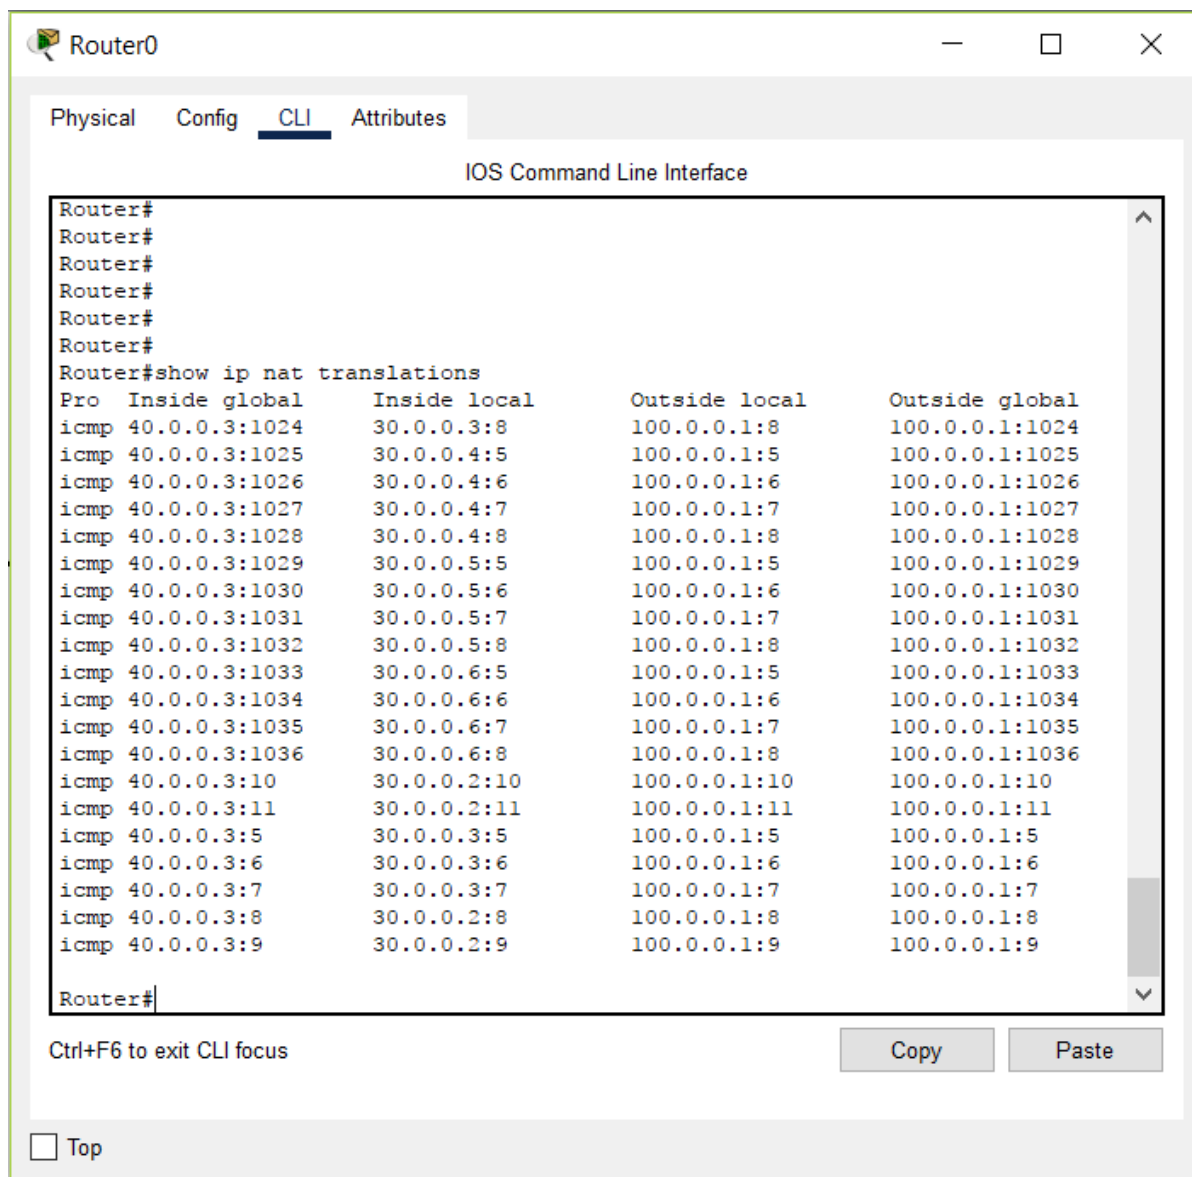 Router0
Physical Config CLI Attributes
IOS Command Line Interface
Router#
Router#
Router#
Router#
Router#
Router#
Router#show ip nat translations
Pro  Inside global     Inside local       Outside local      Outside global
icmp 40.0.0.3:1024     30.0.0.3:8         100.0.0.1:8        100.0.0.1:1024
icmp 40.0.0.3:1025     30.0.0.4:5         100.0.0.1:5        100.0.0.1:1025
icmp 40.0.0.3:1026     30.0.0.4:6         100.0.0.1:6        100.0.0.1:1026
icmp 40.0.0.3:1027     30.0.0.4:7         100.0.0.1:7        100.0.0.1:1027
icmp 40.0.0.3:1028     30.0.0.4:8         100.0.0.1:8        100.0.0.1:1028
icmp 40.0.0.3:1029     30.0.0.5:5         100.0.0.1:5        100.0.0.1:1029
icmp 40.0.0.3:1030     30.0.0.5:6         100.0.0.1:6        100.0.0.1:1030
icmp 40.0.0.3:1031     30.0.0.5:7         100.0.0.1:7        100.0.0.1:1031
icmp 40.0.0.3:1032     30.0.0.5:8         100.0.0.1:8        100.0.0.1:1032
icmp 40.0.0.3:1033     30.0.0.6:5         100.0.0.1:5        100.0.0.1:1033
icmp 40.0.0.3:1034     30.0.0.6:6         100.0.0.1:6        100.0.0.1:1034
icmp 40.0.0.3:1035     30.0.0.6:7         100.0.0.1:7        100.0.0.1:1035
icmp 40.0.0.3:1036     30.0.0.6:8         100.0.0.1:8        100.0.0.1:1036
icmp 40.0.0.3:10       30.0.0.2:10        100.0.0.1:10       100.0.0.1:10
icmp 40.0.0.3:11       30.0.0.2:11        100.0.0.1:11       100.0.0.1:11
icmp 40.0.0.3:5        30.0.0.3:5         100.0.0.1:5        100.0.0.1:5
icmp 40.0.0.3:6        30.0.0.3:6         100.0.0.1:6        100.0.0.1:6
icmp 40.0.0.3:7        30.0.0.3:7         100.0.0.1:7        100.0.0.1:7
icmp 40.0.0.3:8        30.0.0.2:8         100.0.0.1:8        100.0.0.1:8
icmp 40.0.0.3:9        30.0.0.2:9         100.0.0.1:9        100.0.0.1:9
Router#
Ctrl+F6 to exit CLI focus Copy Paste
Top